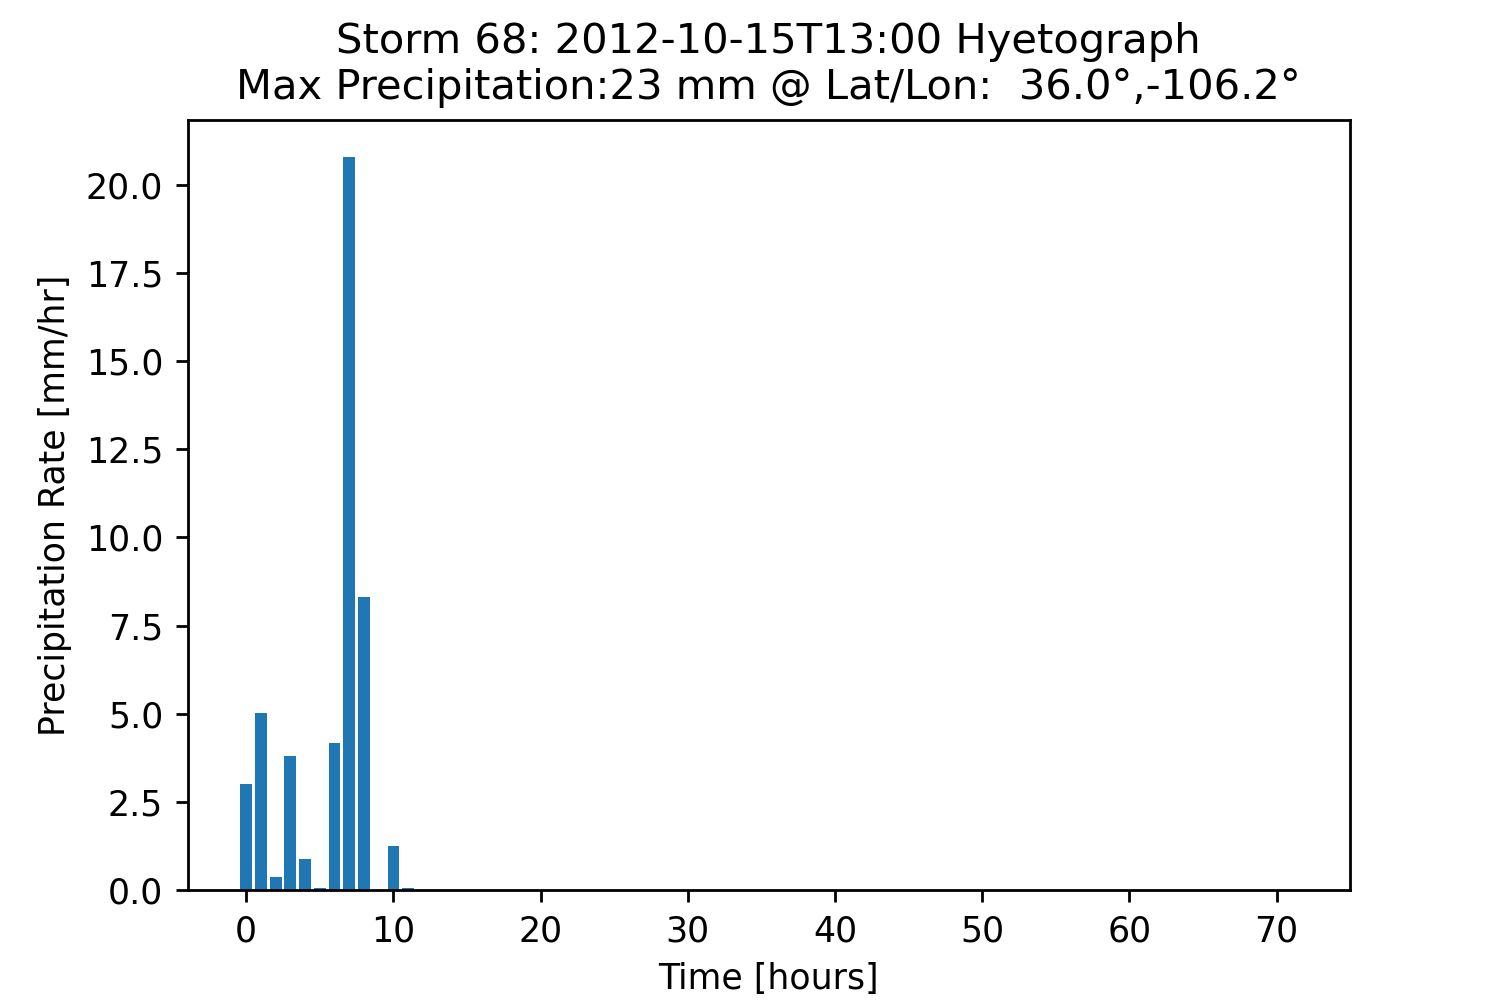 Storm 68: 2012-10-15T13:00 Hyetograph
Max Precipitation:23 mm @ Lat/Lon:  36.0°,-106.2°
Precipitation Rate [mm/hr]
20.0
17.5
15.0
12.5
10.0
7.5
5.0
2.5
0.0
0 10 20 30 40 50 60 70
Time [hours]